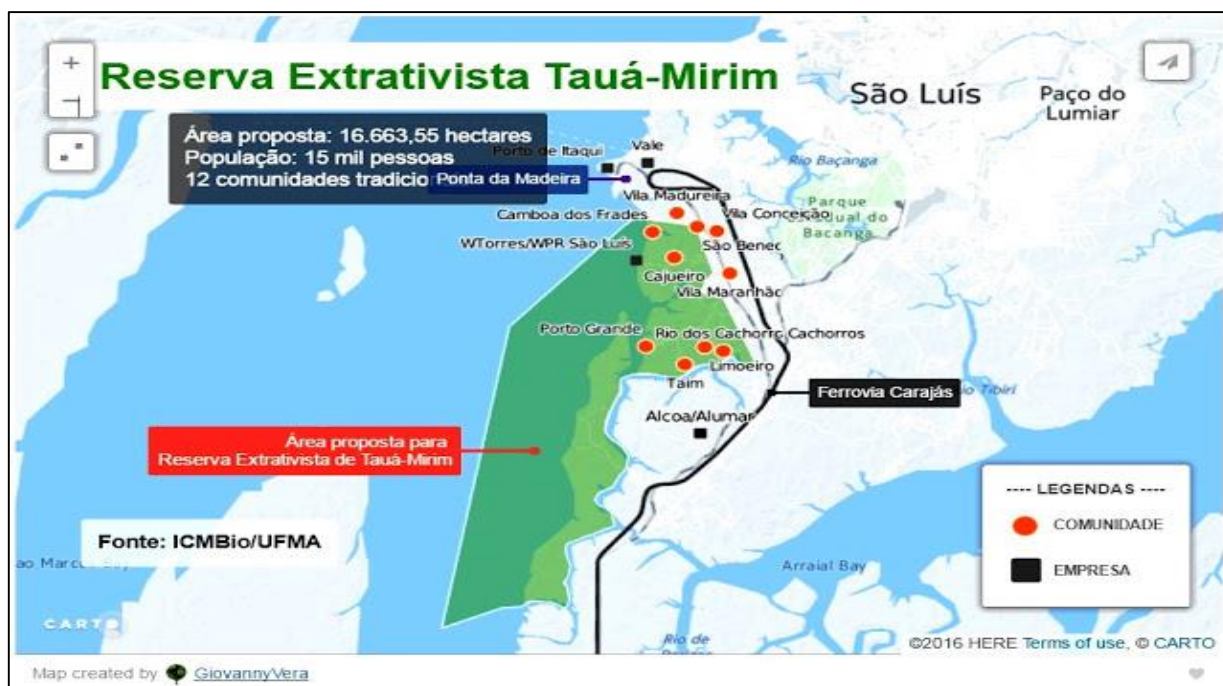 Reserva Extrativista Tauá-Mirim
São Luís
Paço do
Lumiar
Área proposta: 16.663,55 hectares
População: 15 mil pessoas
12 comunidades tradicio
Porto de Itaqui
Vale
Rio Bacanga
Ponta da Madeira
Vila Madureira
Parque
dual do
Bacanga
Camboa dos Frades
Vila Conceição
WTorres/WPR São Luís
São Benec
Cajueiro
Vila Maranhão
Porto Grande
Rio dos Cachorro
Cachorros
Limoeiro
Taim
Ferrovia Carajás
Tibiri
Alcoa/Alumar
Área proposta para
Reserva Extrativista de Tauá-Mirim
---- LEGENDAS ----
COMUNIDADE
EMPRESA
Fonte: ICMBio/UFMA
Arraial Bay
CARTO
Rio de
©2016 HERE Terms of use, © CARTO
Map created by GiovannyVera